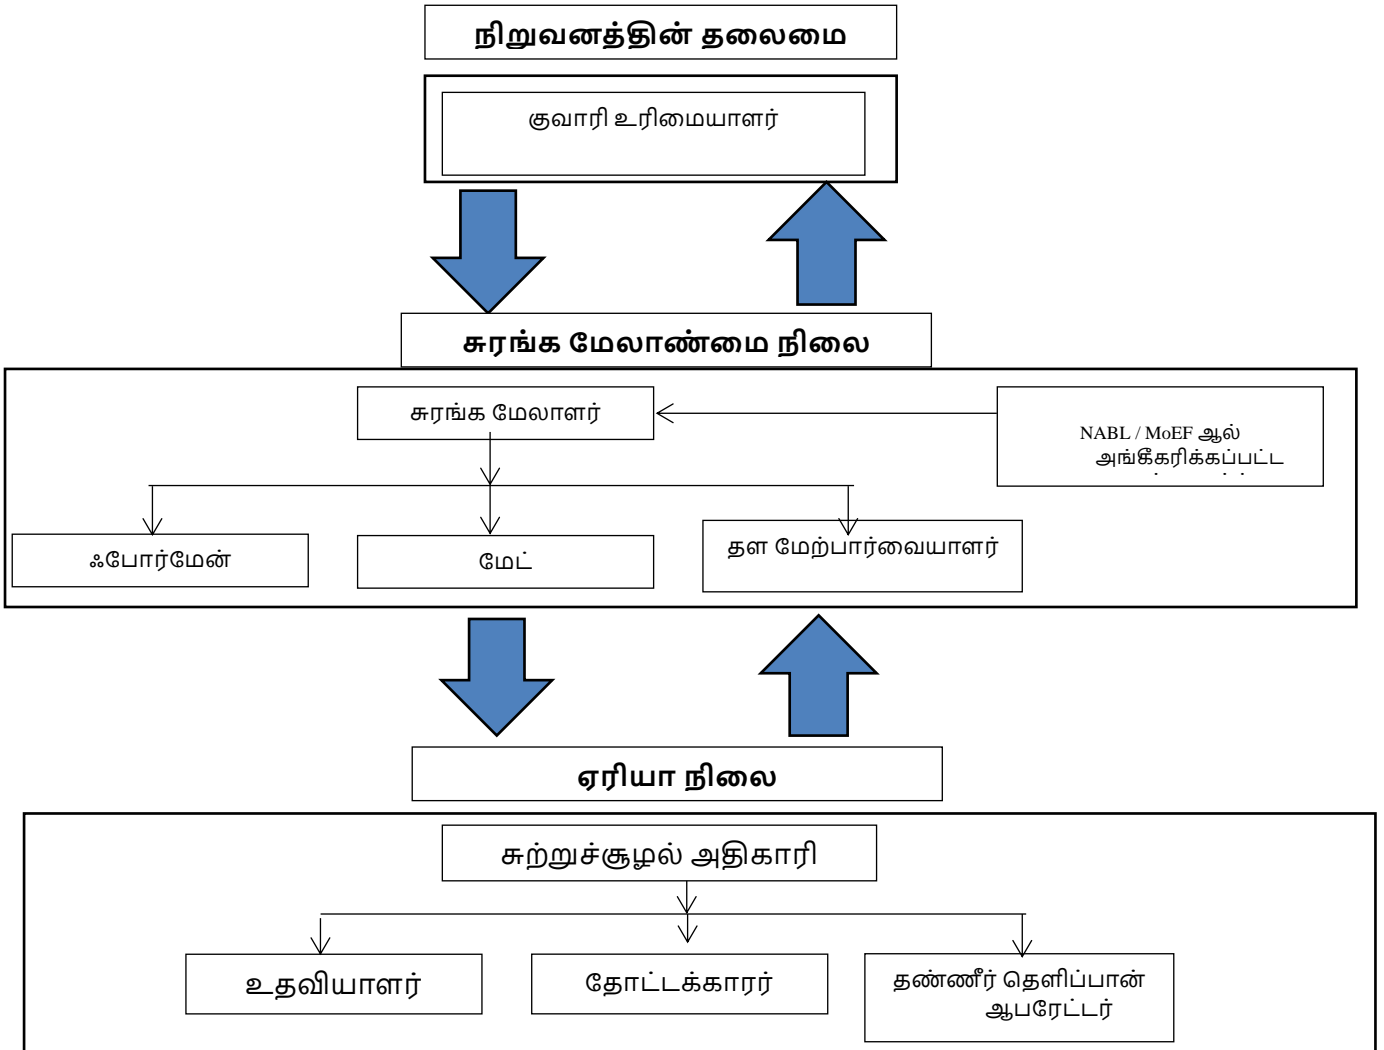 நிறுவனத்தின் தலைமை
குவாரி உரிமையாளர்
சுரங்க மேலாண்மை நிலை
சுரங்க மேலாளர்
NABL / MoEF ஆல்
அங்கீகரிக்கப்பட்ட
ஃபோர்மேன்
மேட்
தள மேற்பார்வையாளர்
ஏரியா நிலை
சுற்றுச்சூழல் அதிகாரி
உதவியாளர்
தோட்டக்காரர்
தண்ணீர் தெளிப்பான்
ஆபரேட்டர்